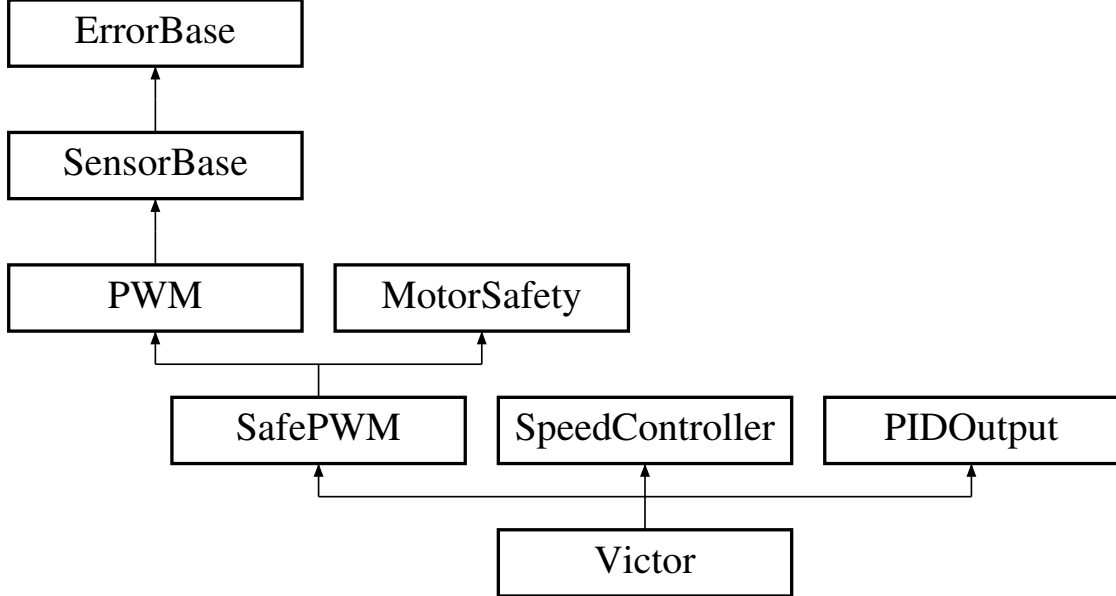 ErrorBase
SensorBase
PWM
MotorSafety
SafePWM
SpeedController
PIDOutput
Victor